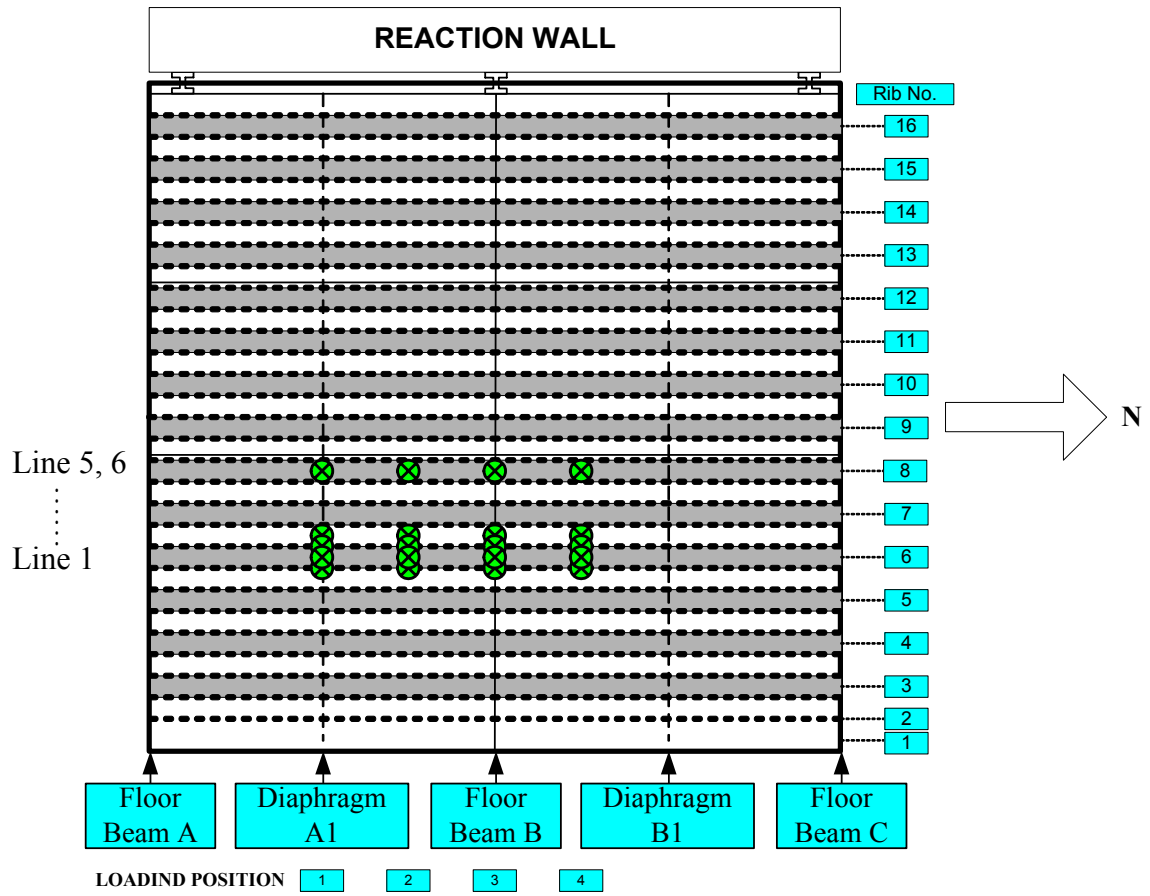 REACTION WALL
Rib No.
16
15
14
13
12
11
10
9
N
Line 5, 6
8
7
Line 1
6
5
4
3
2
1
Floor
Beam A
Diaphragm
A1
Floor
Beam B
Diaphragm
B1
Floor
Beam C
LOADIND POSITION 1 2 3 4